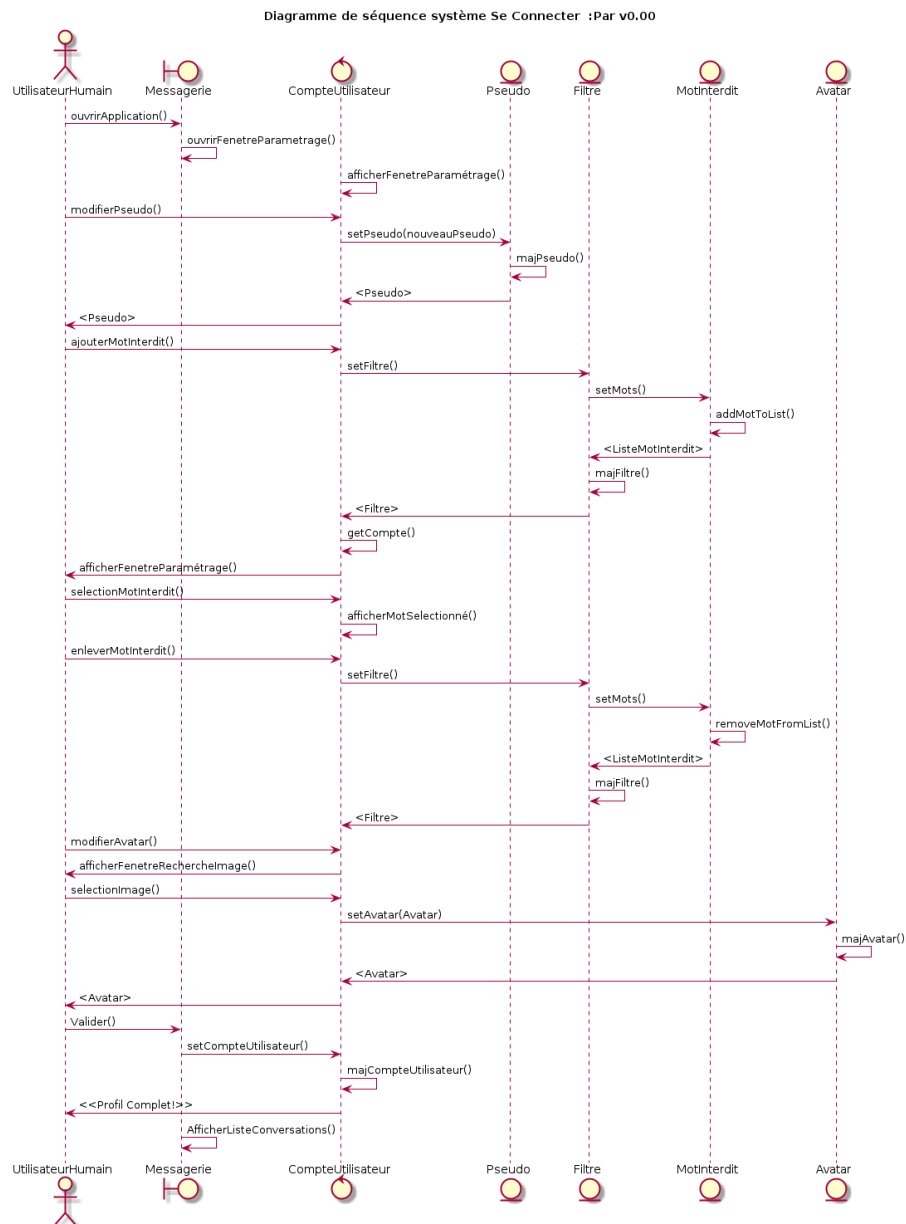 Diagramme de séquence système Se Connecter :Par v0.00
UtilisateurHumain Messagerie CompteUtilisateur Pseudo Filtre MotInterdit Avatar
ouvrirApplication()
ouvrirFenetreParametrage()
afficherFenetreParamétrage()
modifierPseudo()
setPseudo(nouveauPseudo)
majPseudo()
<Pseudo>
<Pseudo>
ajouterMotInterdit()
setFiltre()
setMots()
addMotToList()
<ListeMotInterdit>
majFiltre()
<Filtre>
getCompte()
afficherFenetreParamétrage()
selectionMotInterdit()
afficherMotSelectionné()
enleverMotInterdit()
setFiltre()
setMots()
removeMotFromList()
<ListeMotInterdit>
majFiltre()
<Filtre>
modifierAvatar()
afficherFenetreRechercheImage()
selectionImage()
setAvatar(Avatar)
majAvatar()
<Avatar>
<Avatar>
Valider()
setCompteUtilisateur()
majCompteUtilisateur()
<<Profil Complet!>>
AfficherListeConversations()
UtilisateurHumain Messagerie CompteUtilisateur Pseudo Filtre MotInterdit Avatar